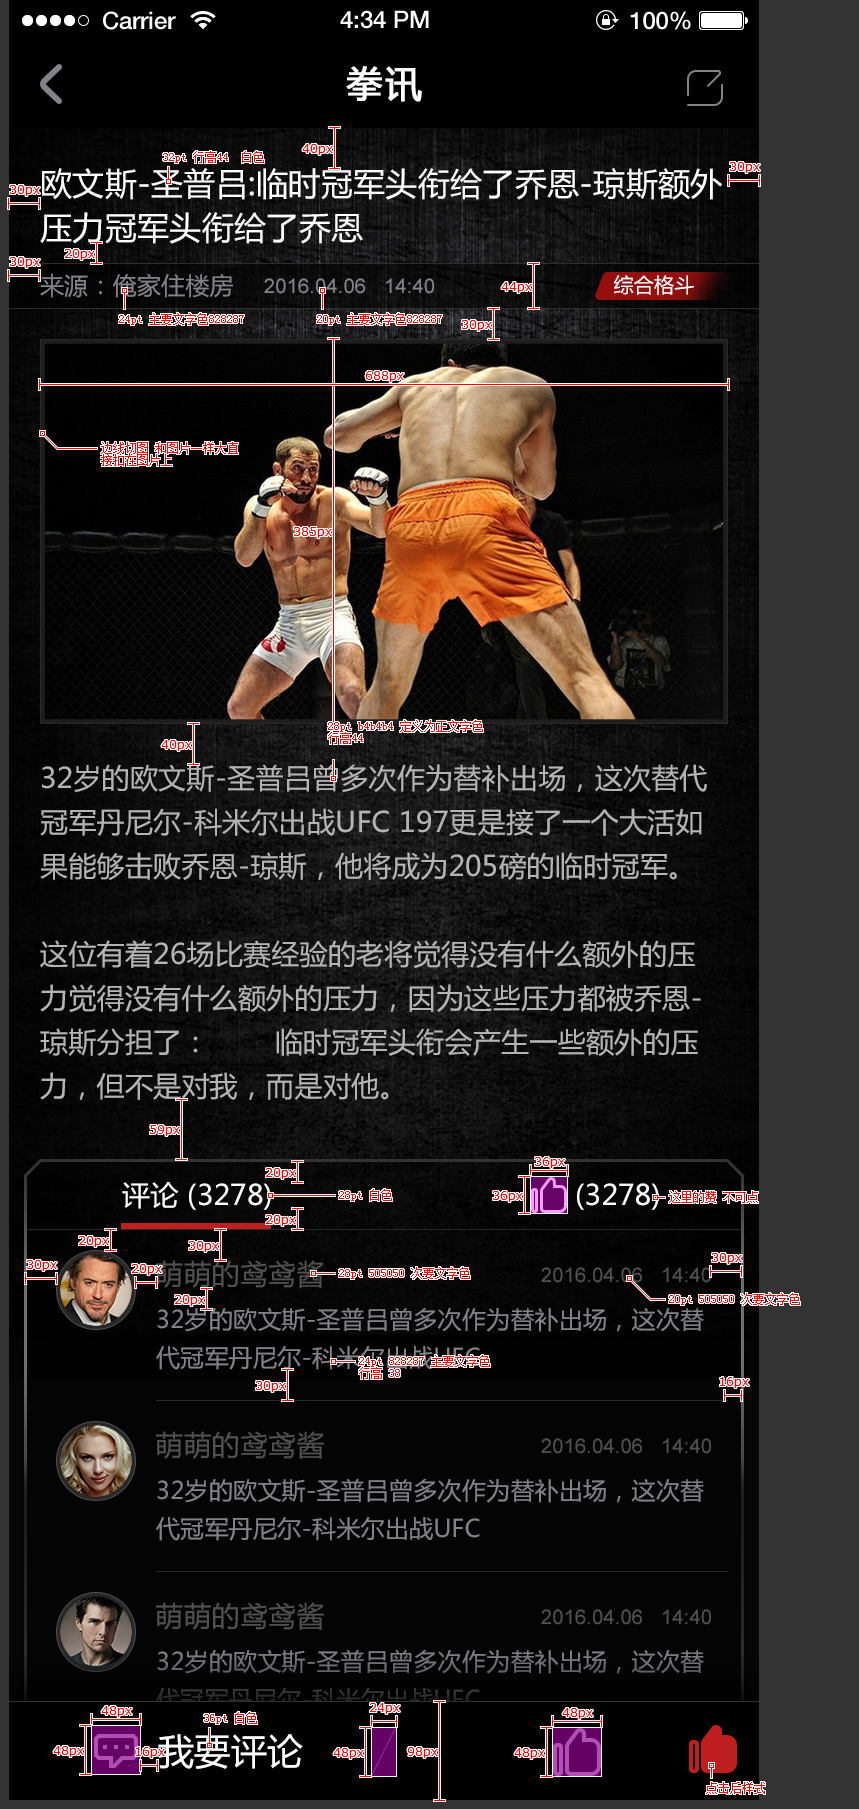 Carrier 4:34 PM 100%
拳讯
40px
32pt 行高44 白色
30px
30px
欧文斯-圣普吕:临时冠军头衔给了乔恩-琼斯额外
压力冠军头衔给了乔恩
20px
30px
来源：俺家住楼房 2016.04.06 14:40 综合格斗
44px
24pt 主要文字色828287
20pt 主要文字色828287
30px
688px
边线切图 和图片一样大直
接扣在图片上
385px
28pt b4b4b4 定义为正文字色
行高44
40px
32岁的欧文斯-圣普吕曾多次作为替补出场，这次替代
冠军丹尼尔-科米尔出战UFC 197更是接了一个大活如
果能够击败乔恩-琼斯，他将成为205磅的临时冠军。
这位有着26场比赛经验的老将觉得没有什么额外的压
力觉得没有什么额外的压力，因为这些压力都被乔恩-
琼斯分担了： 临时冠军头衔会产生一些额外的压
力，但不是对我，而是对他。
59px
20px
36px
评论 (3278)
28pt 白色
36px
(3278)
这里的赞 不可点
20px
20px
30px
30px
20px
30px
萌萌的鸢鸢酱
28pt 505050 次要文字色
2016.04.06 14:40
20pt 505050 次要文字色
20px
32岁的欧文斯-圣普吕曾多次作为替补出场，这次替
代冠军丹尼尔-科米尔出战UFC
24pt 828287 主要文字色
行高 38
30px
16px
萌萌的鸢鸢酱 2016.04.06 14:40
32岁的欧文斯-圣普吕曾多次作为替补出场，这次替
代冠军丹尼尔-科米尔出战UFC
萌萌的鸢鸢酱 2016.04.06 14:40
32岁的欧文斯-圣普吕曾多次作为替补出场，这次替
代冠军丹尼尔-科米尔出战UFC
48px
36pt 白色
24px
48px
48px
16px
我要评论
48px
98px
48px
点击后样式